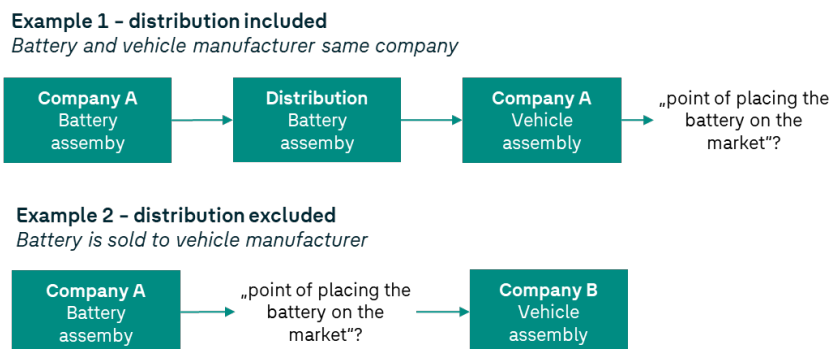 Example 1 – distribution included
Battery and vehicle manufacturer same company
Company A
Battery
assemby
Distribution
Battery
assemby
Company A
Vehicle
assembly
„point of placing the
battery on the
market“?
Example 2 – distribution excluded
Battery is sold to vehicle manufacturer
Company A
Battery
assemby
„point of placing the
battery on the
market“?
Company B
Vehicle
assembly